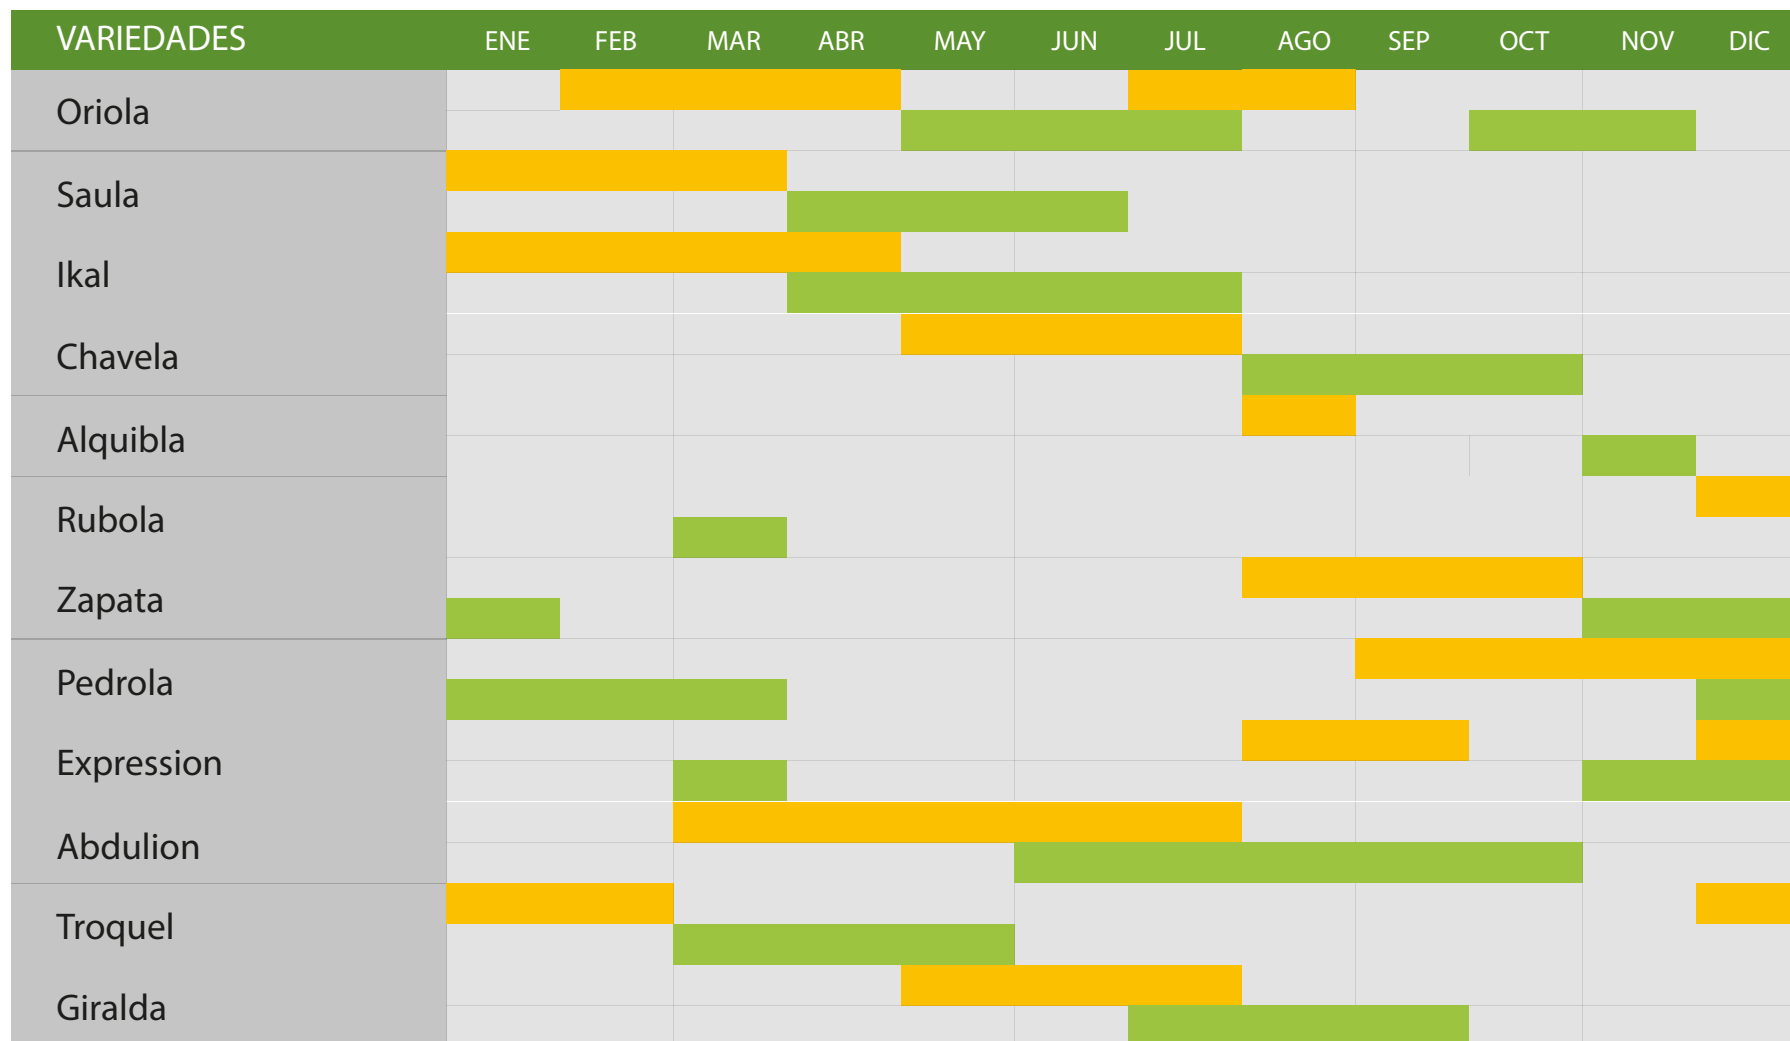 VARIEDADES ENE FEB MAR ABR MAY JUN JUL AGO SEP OCT NOV DIC
Oriola
Saula
Ikal
Chavela
Alquibla
Rubola
Zapata
Pedrola
Expression
Abdulion
Troquel
Giralda